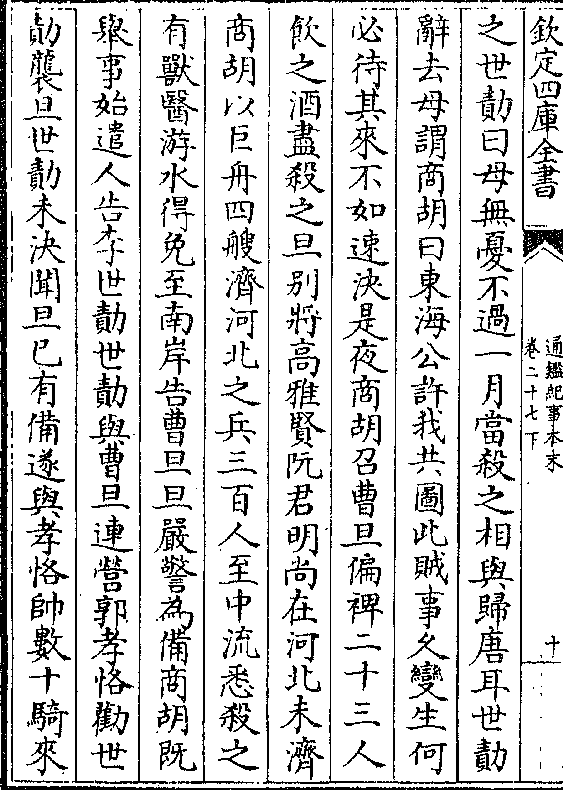 欽定四庫全書
通鑑紀事本末
卷二十七下
十
之世勣曰母無憂不過一月當殺之相與歸唐耳世勣
辭去母謂商胡曰東海公許我共圖此賊事久變生何
必待其來不如速決是夜商胡召曹旦偏裨二十三人
飲之酒盡殺之旦別將高雅賢阮君明尚在河北未濟
商胡以巨舟四艘濟河北之兵三百人至中流悉殺之
有獸醫游水得免至南岸告曹旦旦嚴警為備商胡既
舉事始遣人告李世勣世勣與曹旦連營郭孝恪勸世
勣襲旦世勣未決聞旦已有備遂與孝恪帥數十騎來